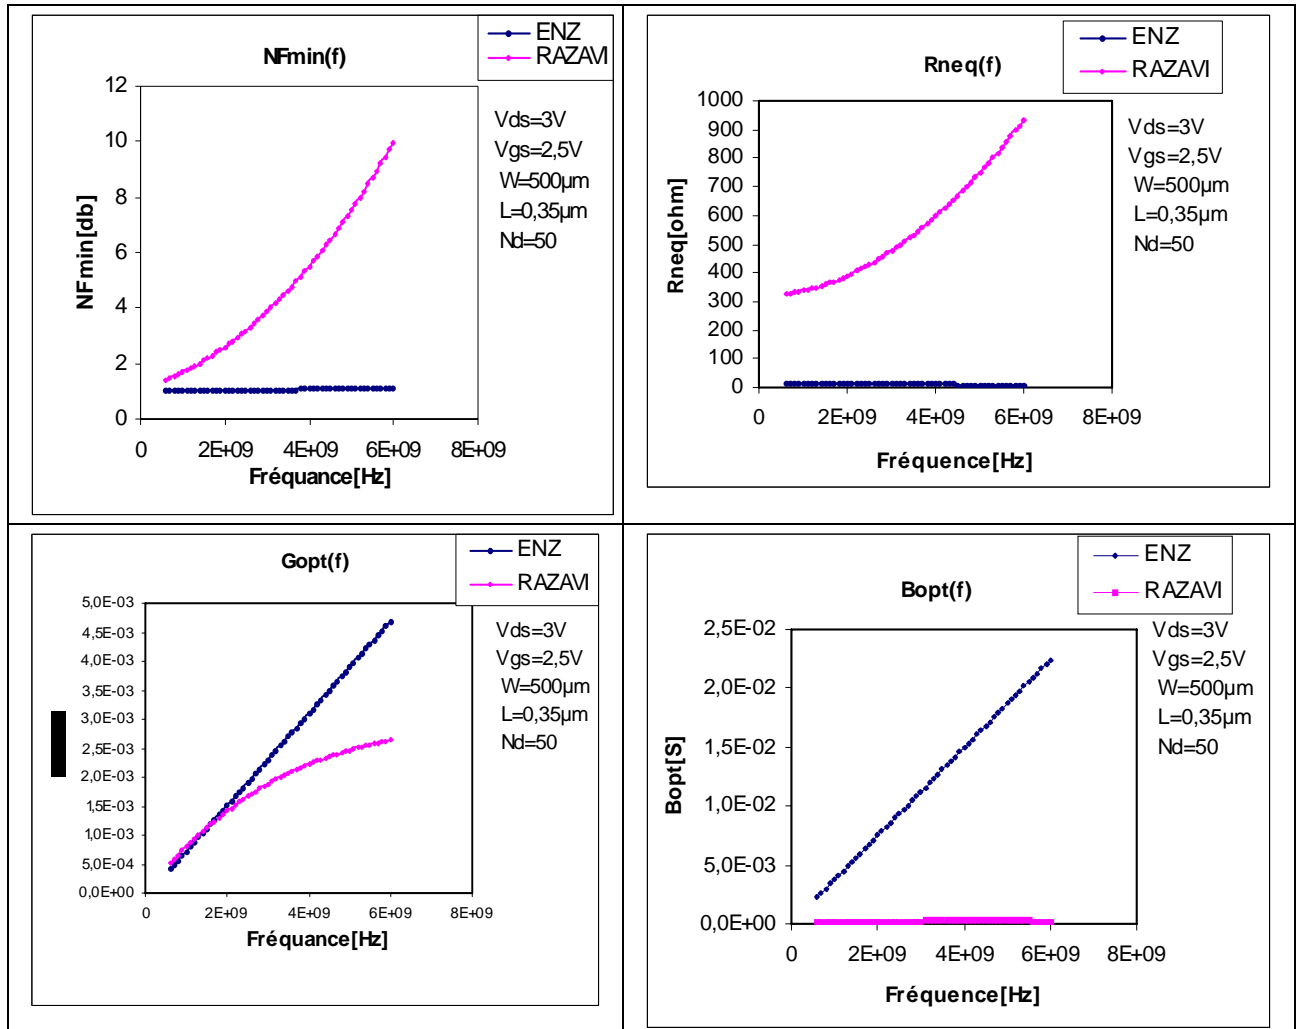 NFmin(f)
ENZ
RAZAVI
NFmin[db]
12
10
8
6
4
2
0
0 2E+09 4E+09 6E+09 8E+09
Fréquance[Hz]
Vds=3V
Vgs=2,5V
W=500µm
L=0,35µm
Nd=50
Rneq(f)
ENZ
RAZAVI
Rneq[ohm]
1000
900
800
700
600
500
400
300
200
100
0
0 2E+09 4E+09 6E+09 8E+09
Fréquence[Hz]
Vds=3V
Vgs=2,5V
W=500µm
L=0,35µm
Nd=50
Gopt(f)
ENZ
RAZAVI
5,0E-03
4,5E-03
4,0E-03
3,5E-03
3,0E-03
2,5E-03
2,0E-03
1,5E-03
1,0E-03
5,0E-04
0,0E+00
0 2E+09 4E+09 6E+09 8E+09
Fréquance[Hz]
Vds=3V
Vgs=2,5V
W=500µm
L=0,35µm
Nd=50
Bopt(f)
ENZ
RAZAVI
Bopt[S]
2,5E-02
2,0E-02
1,5E-02
1,0E-02
5,0E-03
0,0E+00
0 2E+09 4E+09 6E+09 8E+09
Fréquence[Hz]
Vds=3V
Vgs=2,5V
W=500µm
L=0,35µm
Nd=50